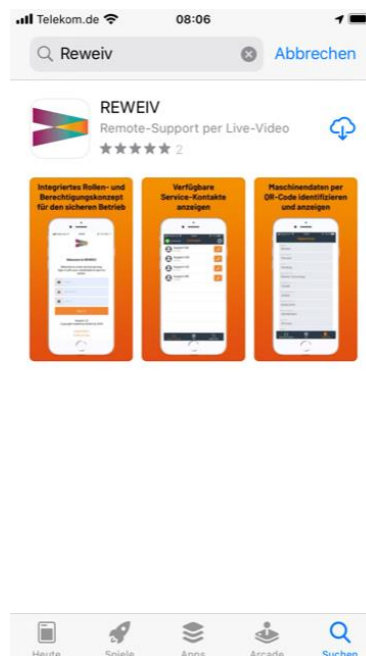 Telekom.de
08:06
Reweiv
Abbrechen
REWEIV
Remote-Support per Live-Video
2
Integriertes Rollen- und
Berechtigungskonzept
für den sicheren Betrieb
Verfügbare
Service-Kontakte
anzeigen
Maschinendaten per
QR-Code identifizieren
und anzeigen
Heute
Spiele
Apps
Arcade
Suchen